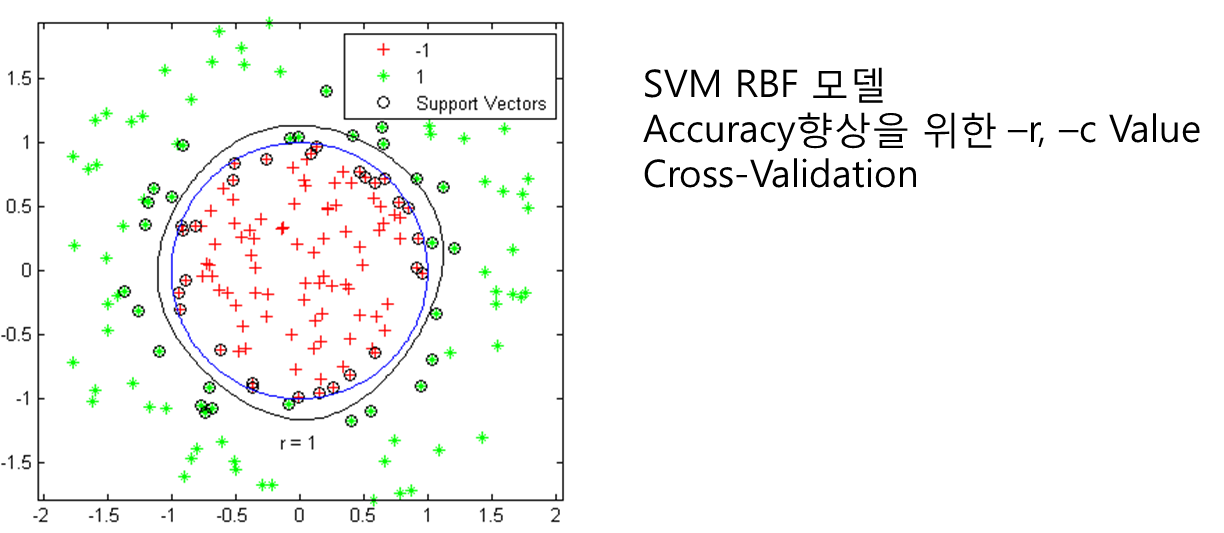 -1
1
Support Vectors
1.5
1
0.5
0
-0.5
-1
-1.5
r = 1
-2 -1.5 -1 -0.5 0 0.5 1 1.5 2
SVM RBF 모델
Accuracy향상을 위한 –r, –c Value
Cross-Validation